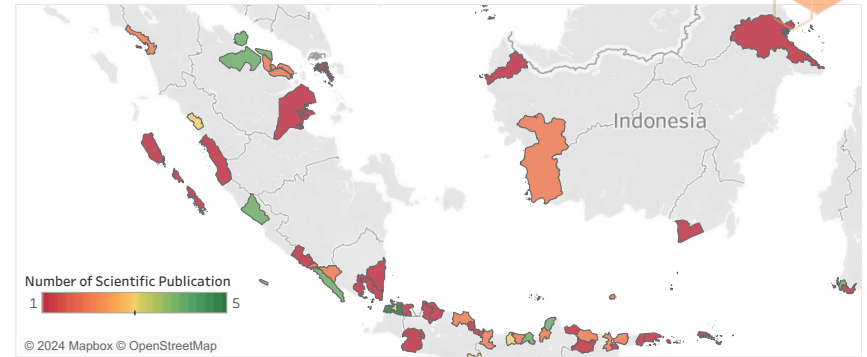 Indonesia
Number of Scientific Publication
1 5
© 2024 Mapbox © OpenStreetMap